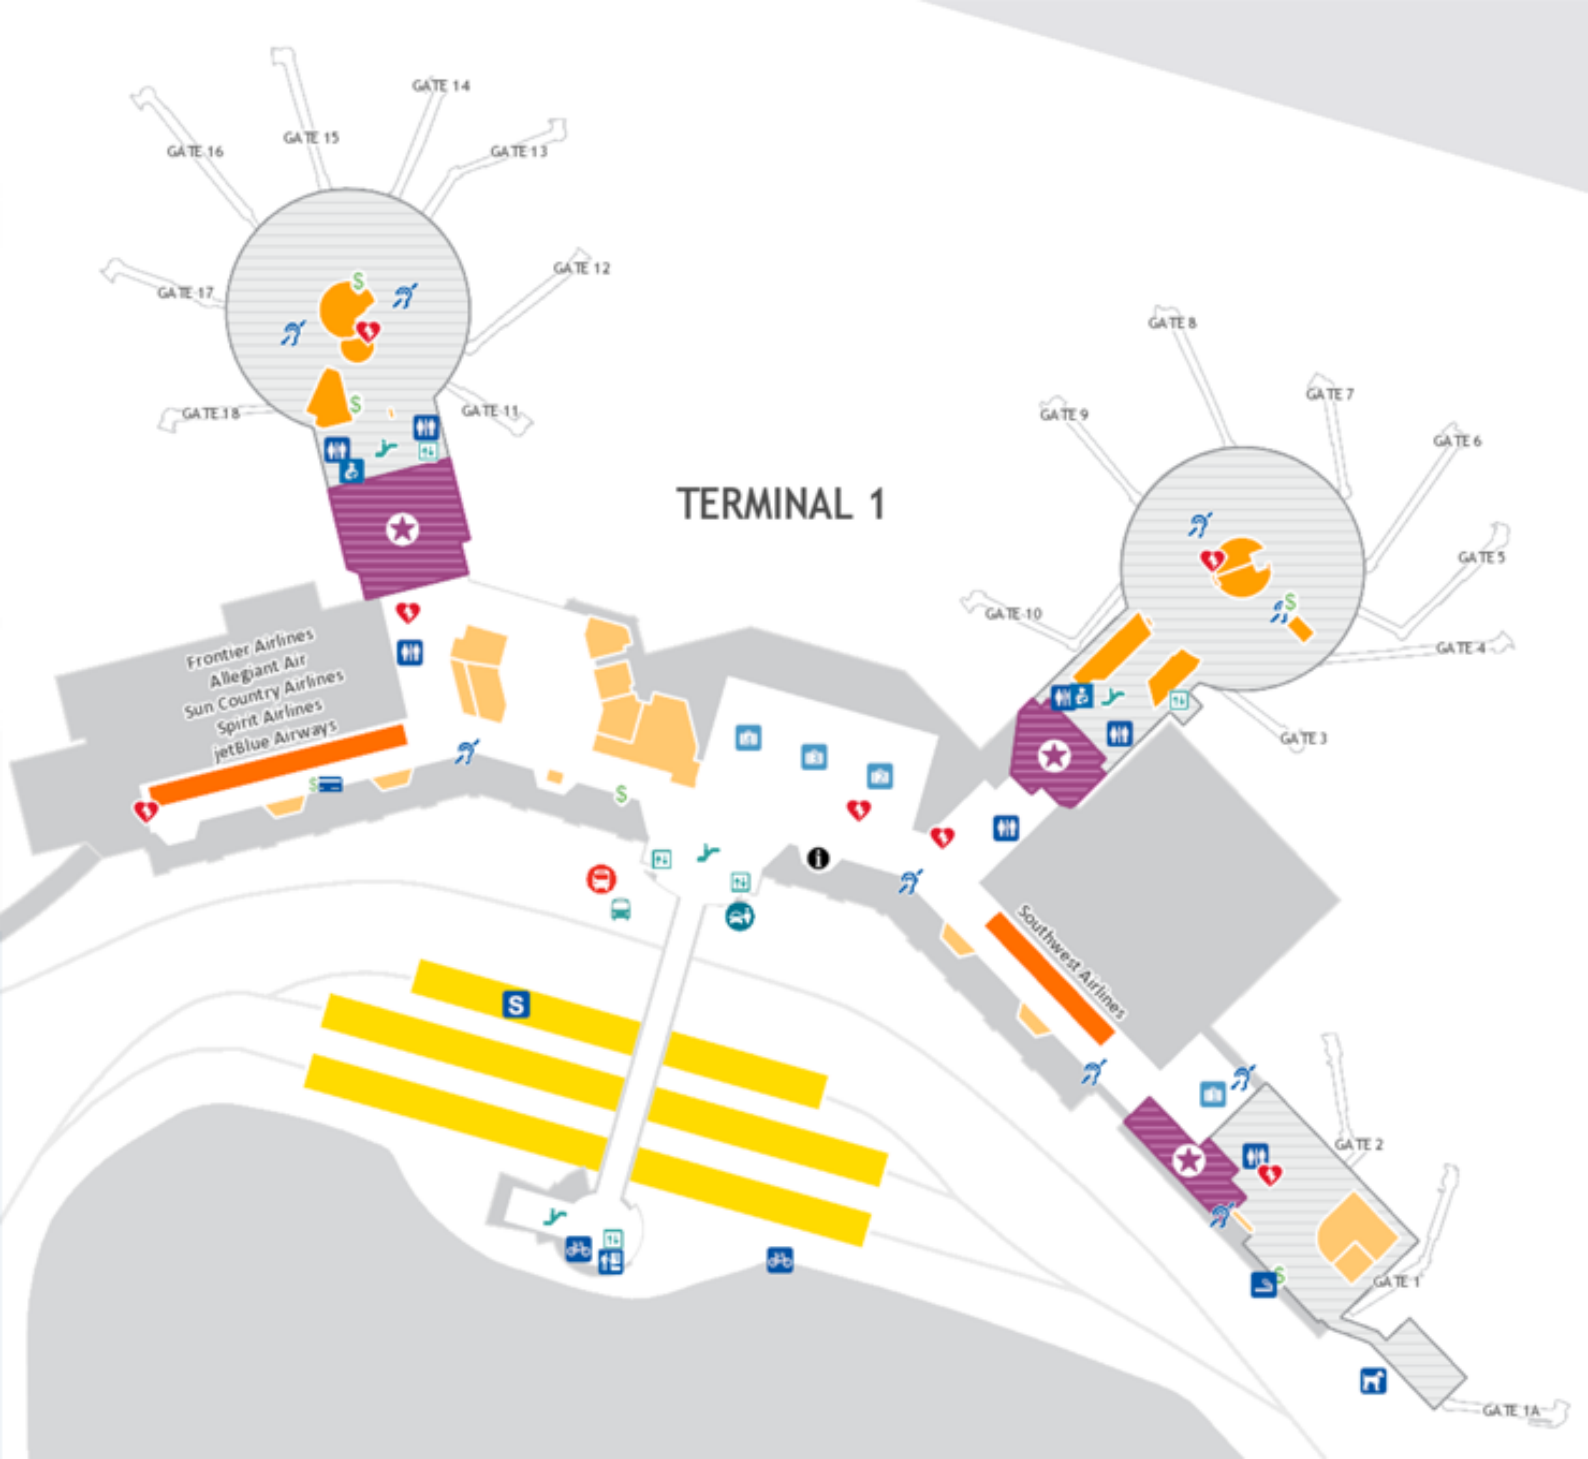 GATE 14
GATE 15
GATE 16
GATE 13
GATE 12
GATE 17
GATE 8
GATE 7
GATE 18
GATE 11
GATE 9
GATE 6
TERMINAL 1
GATE 5
GATE 10
GATE 4
Frontier Airlines
Allegiant Air
Sun Country Airlines
Spirit Airlines
jetBlue Airways
GATE 3
Southwest Airlines
S
GATE 2
GATE 1
GATE 1A